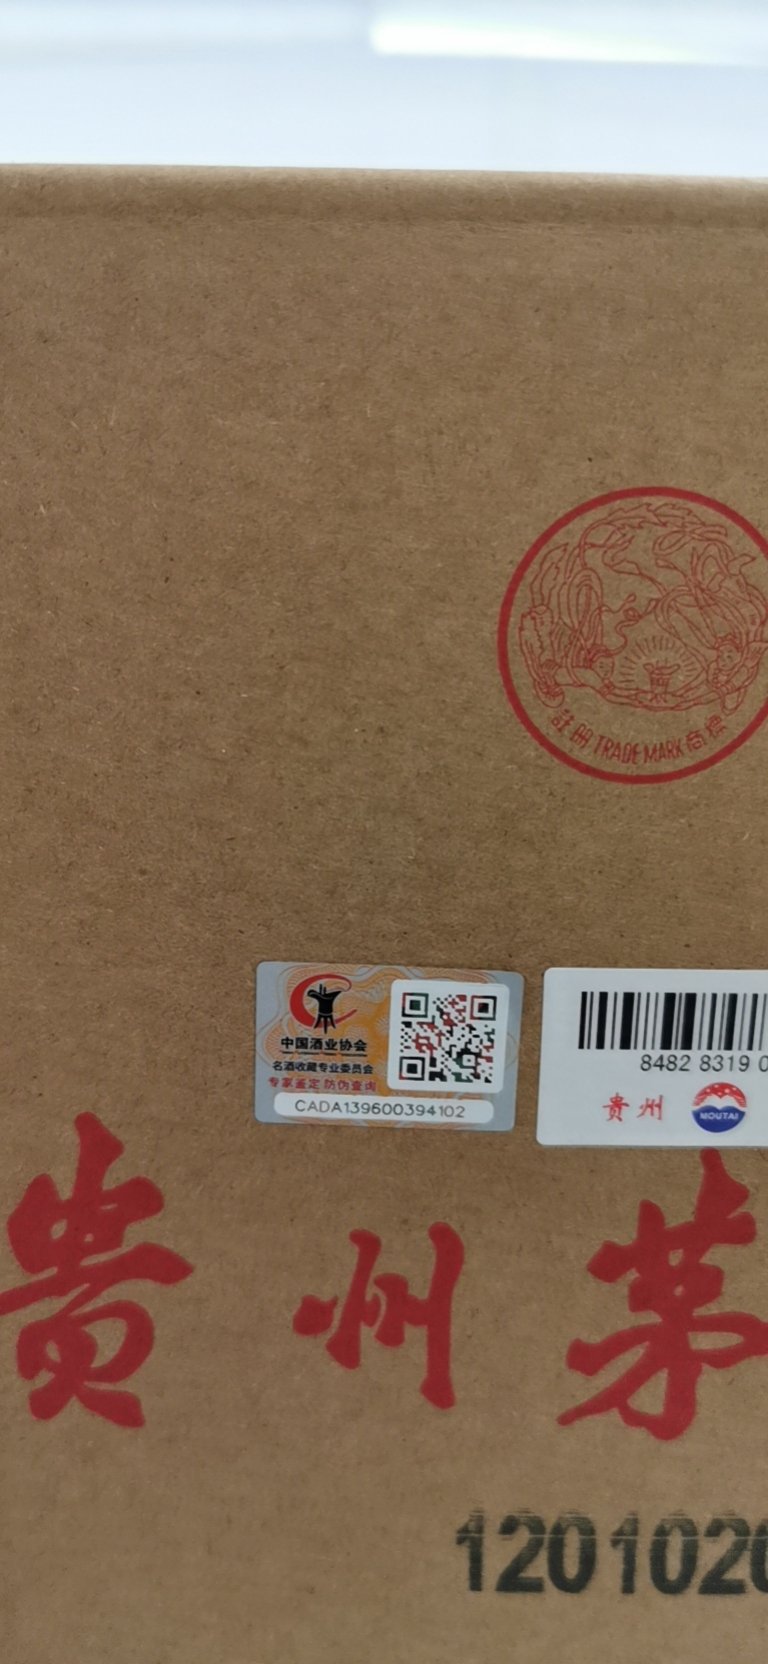 註册 TRADE MARK 商標
中国酒业协会
名酒收藏专业委员会
专家鉴定 防伪查询
CADA139600394102
8482 8319 0
贵州
MOUTAI
贵州茅
1201020